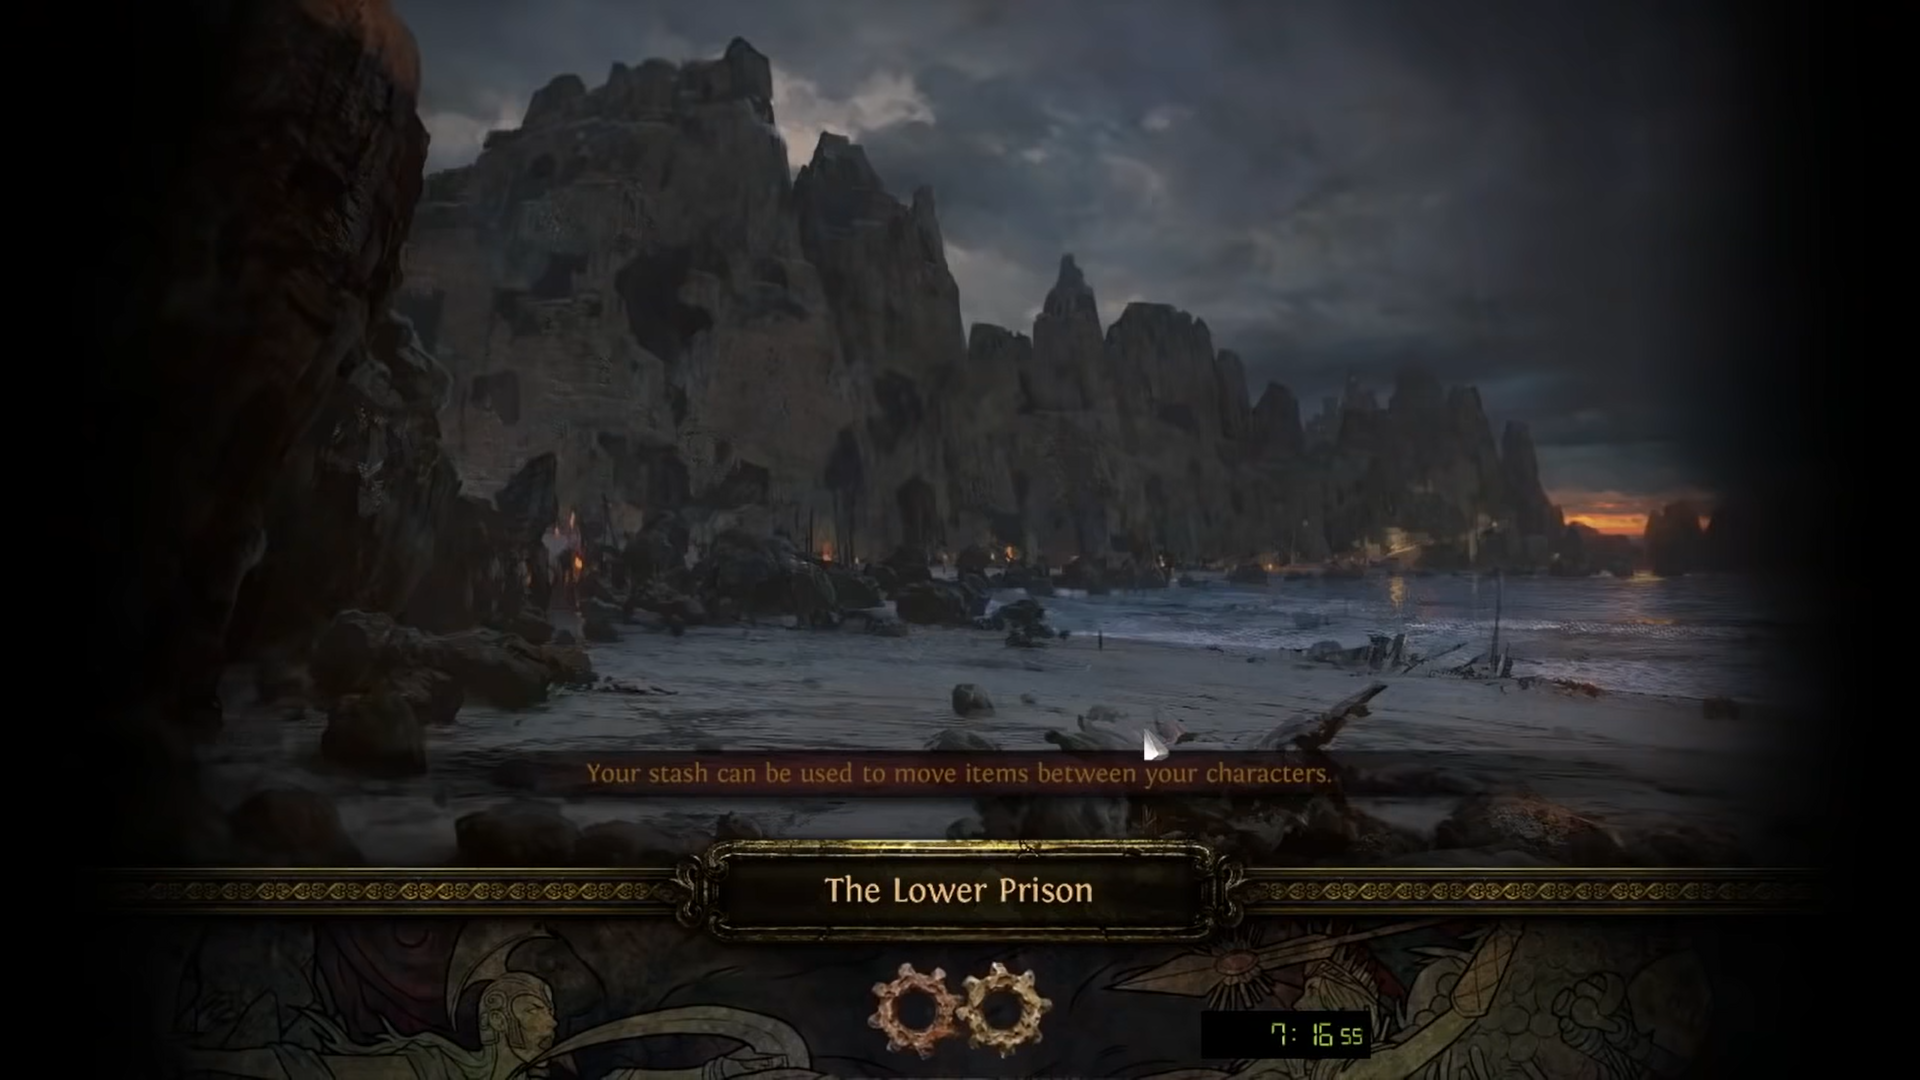 Your stash can be used to move items between your characters.
The Lower Prison
7:16 55